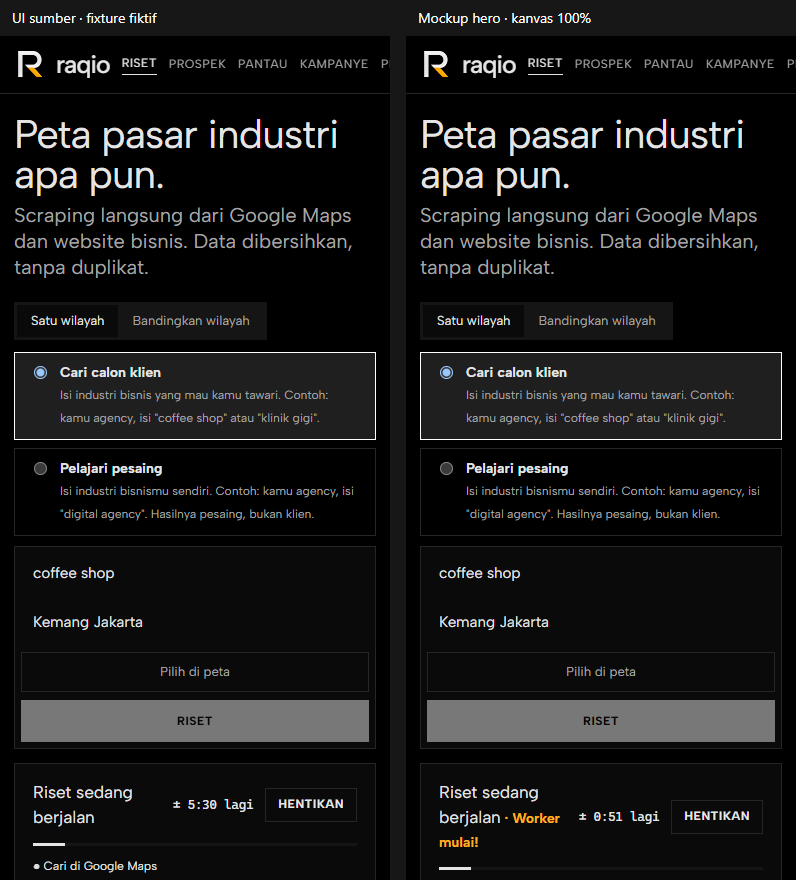 UI sumber · fixture fiktif
raqio RISET PROSPEK PANTAU KAMPANYE P
Peta pasar industri
apa pun.
Scraping langsung dari Google Maps
dan website bisnis. Data dibersihkan,
tanpa duplikat.
Satu wilayah Bandingkan wilayah
Cari calon klien
Isi industri bisnis yang mau kamu tawari. Contoh:
kamu agency, isi "coffee shop" atau "klinik gigi".
Pelajari pesaing
Isi industri bisnismu sendiri. Contoh: kamu agency, isi
"digital agency". Hasilnya pesaing, bukan klien.
coffee shop
Kemang Jakarta
Pilih di peta
RISET
Riset sedang
berjalan
± 5:30 lagi
HENTIKAN
● Cari di Google Maps
Mockup hero · kanvas 100%
raqio RISET PROSPEK PANTAU KAMPANYE P
Peta pasar industri
apa pun.
Scraping langsung dari Google Maps
dan website bisnis. Data dibersihkan,
tanpa duplikat.
Satu wilayah Bandingkan wilayah
Cari calon klien
Isi industri bisnis yang mau kamu tawari. Contoh:
kamu agency, isi "coffee shop" atau "klinik gigi".
Pelajari pesaing
Isi industri bisnismu sendiri. Contoh: kamu agency, isi
"digital agency". Hasilnya pesaing, bukan klien.
coffee shop
Kemang Jakarta
Pilih di peta
RISET
Riset sedang
berjalan · Worker
mulai!
± 0:51 lagi
HENTIKAN